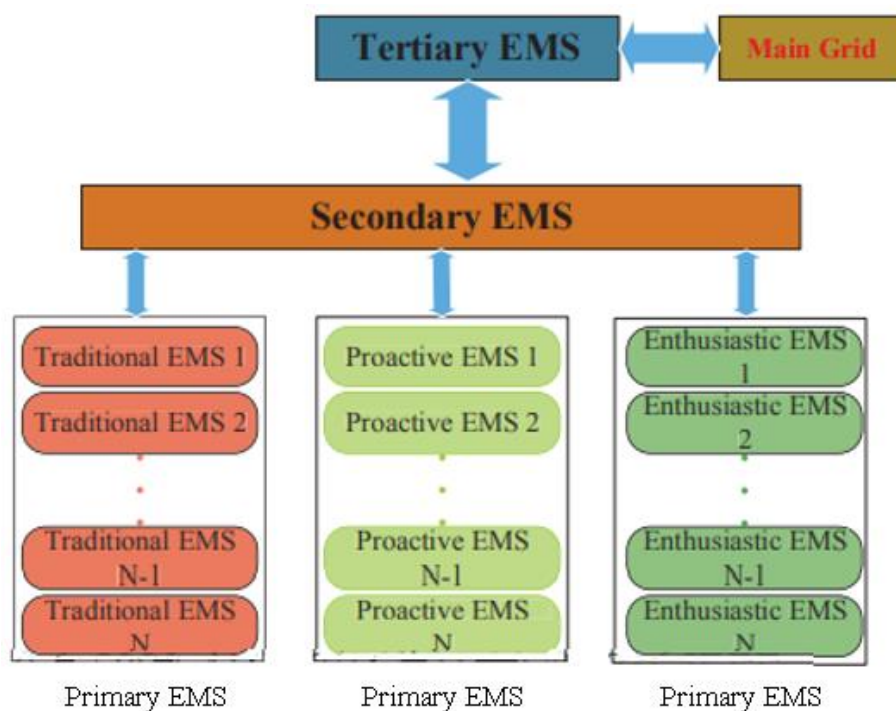 Tertiary EMS
Main Grid
Secondary EMS
Traditional EMS 1
Traditional EMS 2
Traditional EMS
N-1
Traditional EMS
N
Proactive EMS 1
Proactive EMS 2
Proactive EMS
N-1
Proactive EMS
N
Enthusiastic EMS
1
Enthusiastic EMS
2
Enthusiastic EMS
N-1
Enthusiastic EMS
N
Primary EMS
Primary EMS
Primary EMS